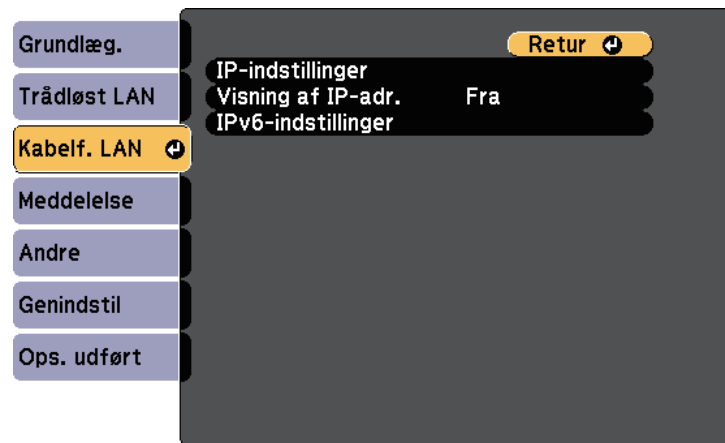 Grundlæg.
Trådløst LAN
Kabelf. LAN
Meddelelse
Andre
Genindstil
Ops. udført
Retur
IP-indstillinger
Visning af IP-adr. Fra
IPv6-indstillinger